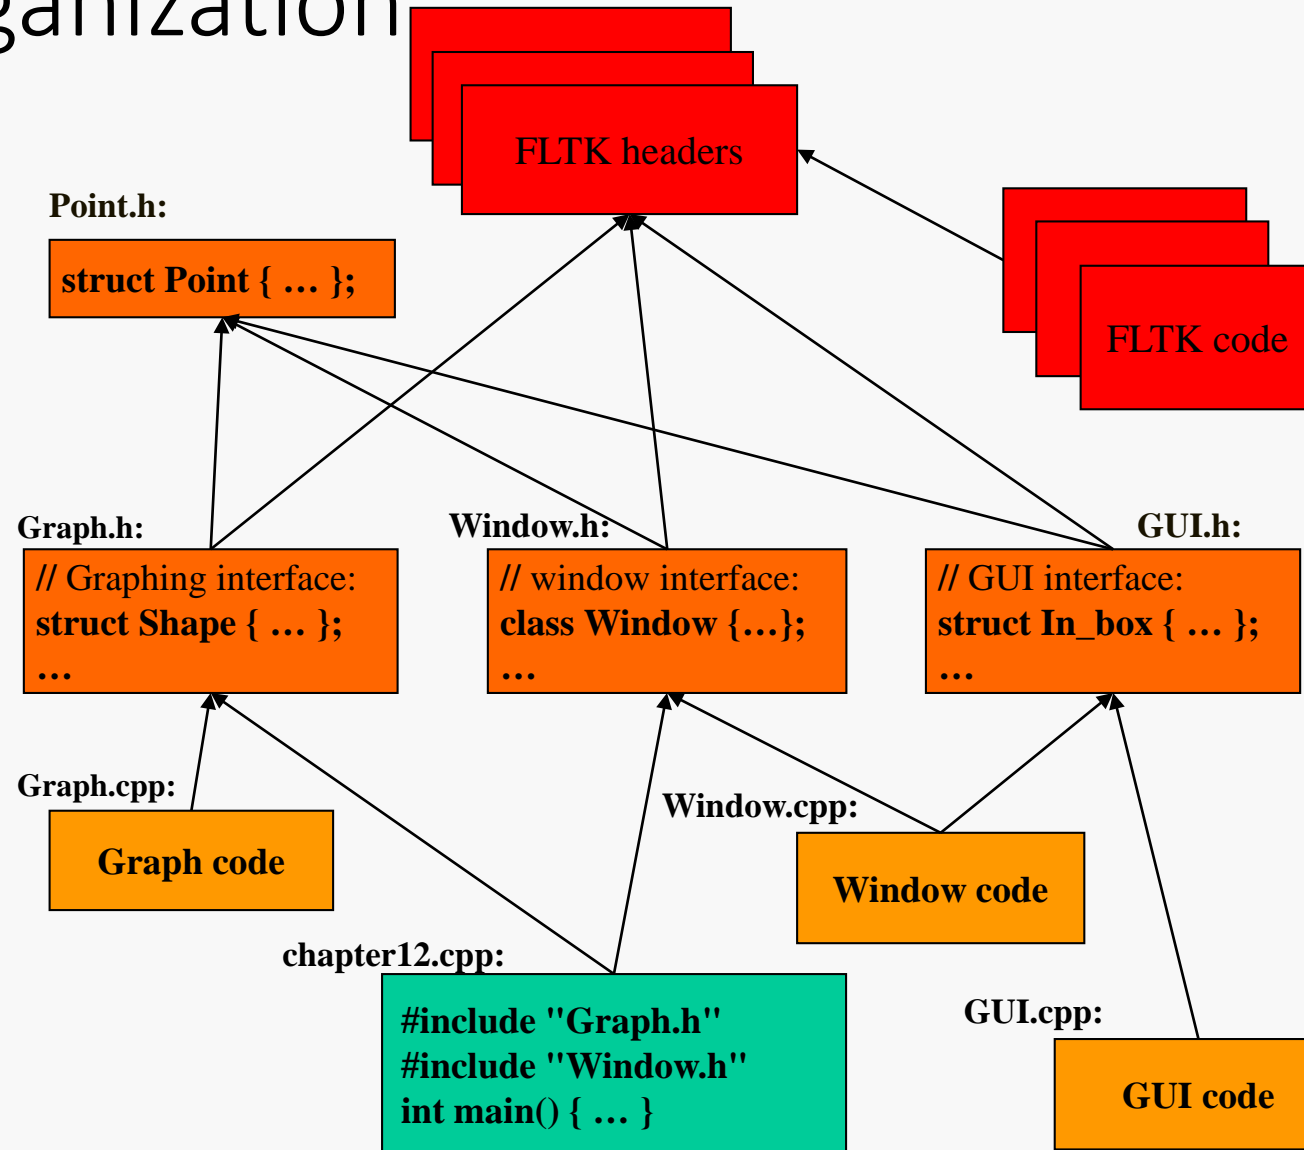 ganization
FLTK headers
Point.h:
struct Point { … };
FLTK code
Graph.h:
Window.h:
GUI.h:
// Graphing interface:
struct Shape { … };
…
// window interface:
class Window {…};
…
// GUI interface:
struct In_box { … };
…
Graph.cpp:
Graph code
Window.cpp:
Window code
chapter12.cpp:
#include "Graph.h"
#include "Window.h"
int main() { … }
GUI.cpp:
GUI code